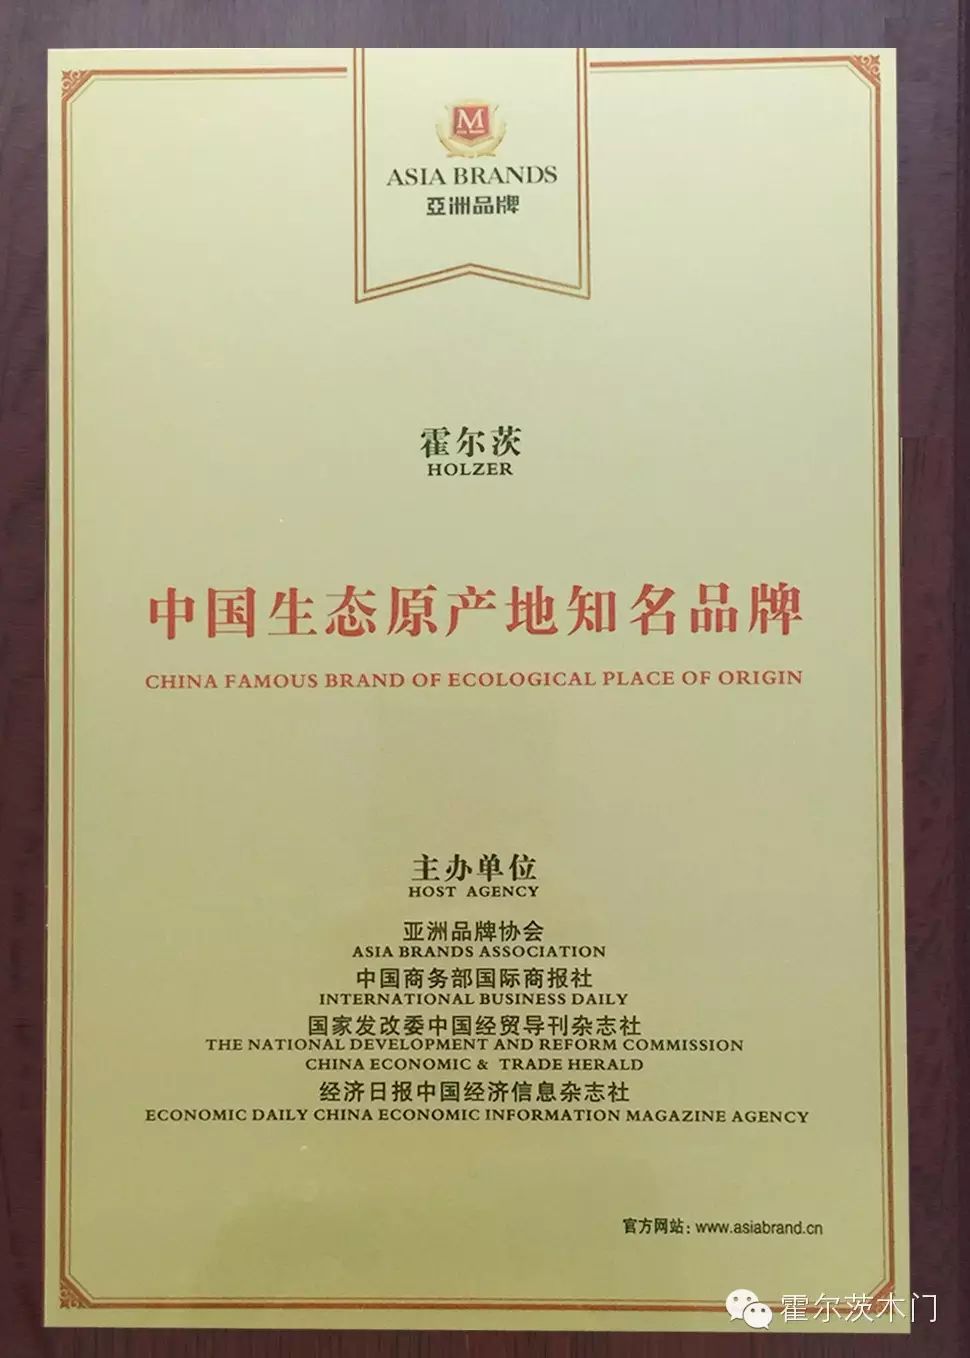 M
ASIA BRANDS
亞洲品牌
霍尔茨
HOLZER
中国生态原产地知名品牌
CHINA FAMOUS BRAND OF ECOLOGICAL PLACE OF ORIGIN
主办单位
HOST AGENCY
亚洲品牌协会
ASIA BRANDS ASSOCIATION
中国商务部国际商报社
INTERNATIONAL BUSINESS DAILY
国家发改委中国经贸导刊杂志社
THE NATIONAL DEVELOPMENT AND REFORM COMMISSION
CHINA ECONOMIC & TRADE HERALD
经济日报中国经济信息杂志社
ECONOMIC DAILY CHINA ECONOMIC INFORMATION MAGAZINE AGENCY
官方网站：www.asiabrand.cn
霍尔茨木门